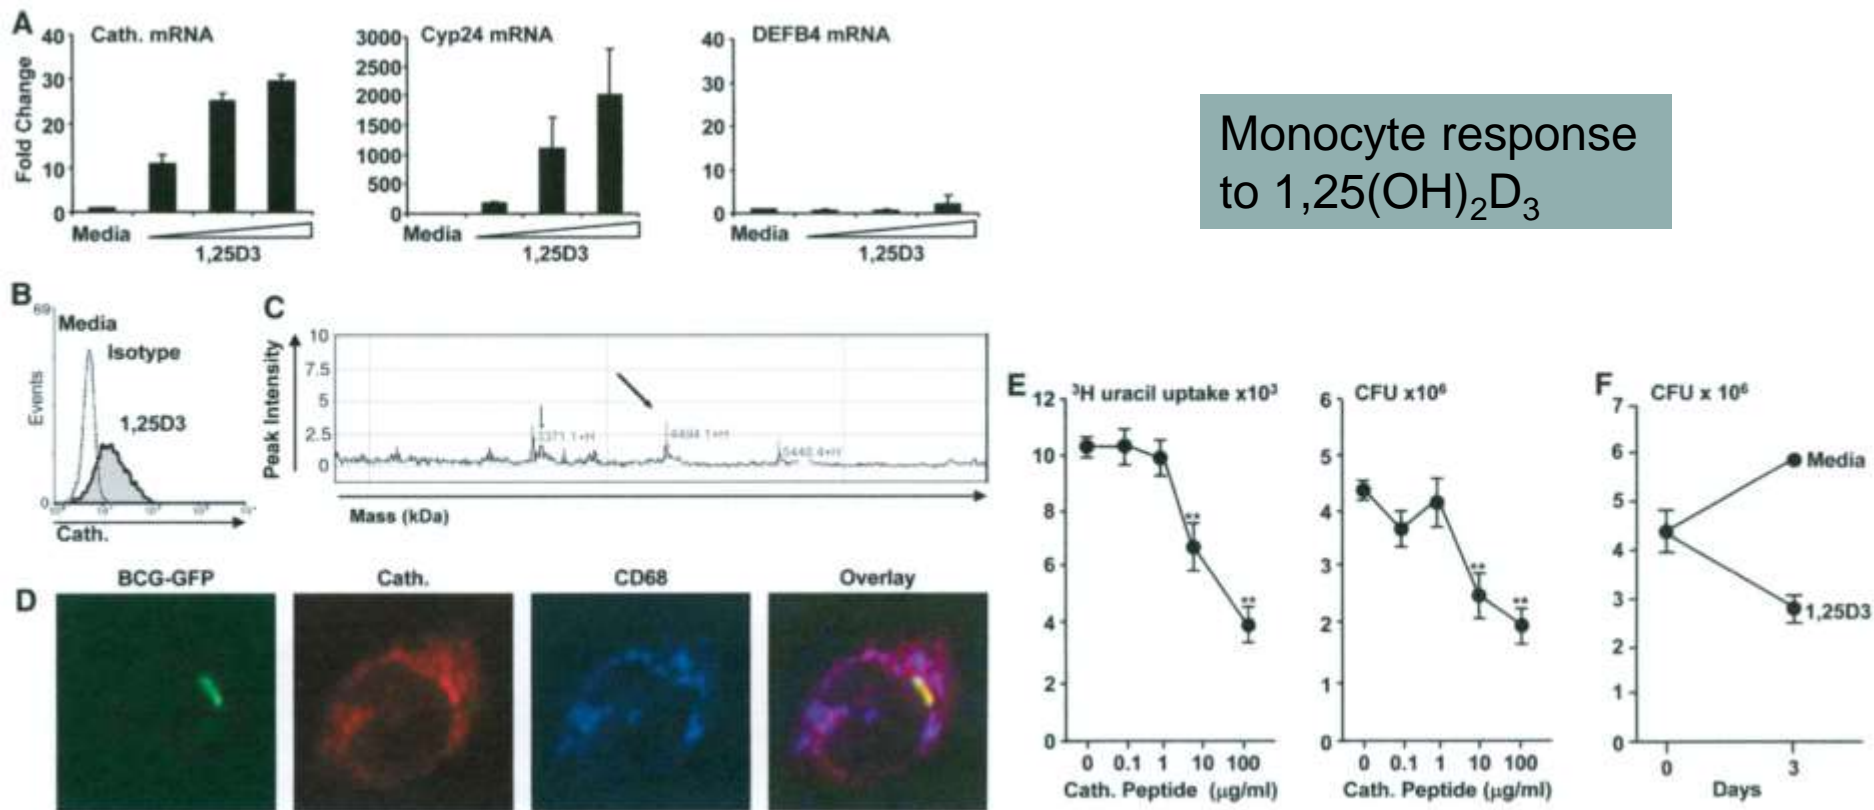 A
Cath. mRNA
Fold Change
40
30
20
10
0
Media
1,25D3
Cyp24 mRNA
3000
2500
2000
1500
1000
500
0
Media
1,25D3
DEFB4 mRNA
40
30
20
10
0
Media
1,25D3
Monocyte response
to 1,25(OH)₂D₃
B
69
Media
Isotype
1,25D3
Events
0
Cath.
C
Peak Intensity
10
7.5
5
2.5
0
Mass (kDa)
D
BCG-GFP
Cath.
CD68
Overlay
E
³H uracil uptake x10³
12
10
8
6
4
2
0
**
**
0 0.1 1 10 100
Cath. Peptide (μg/ml)
CFU x10⁶
6
5
4
3
2
1
0
**
**
0 0.1 1 10 100
Cath. Peptide (μg/ml)
F
CFU x 10⁶
7
6
5
4
3
2
1
0
Media
1,25D3
0 3
Days